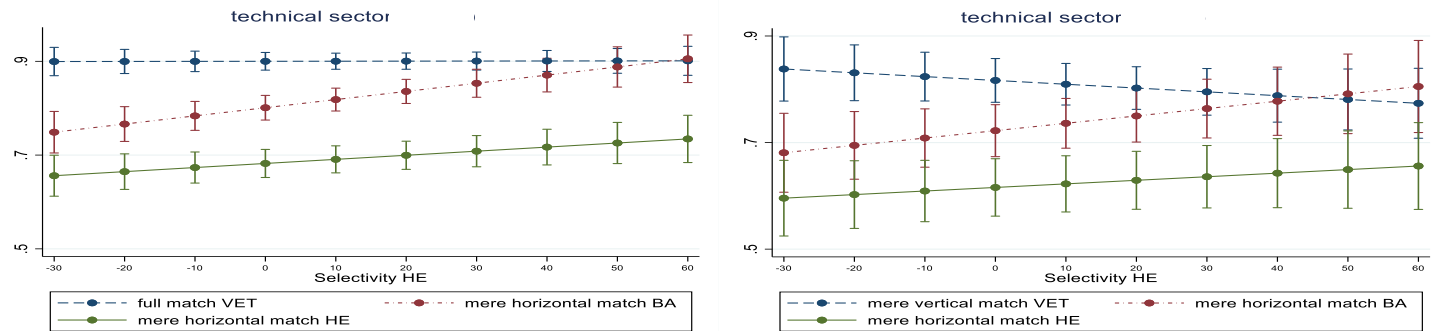 technical sector
.9
.7
.5
-30 -20 -10 0 10 20 30 40 50 60
Selectivity HE
full match VET
mere horizontal match BA
mere horizontal match HE
technical sector
.9
.7
.5
-30 -20 -10 0 10 20 30 40 50 60
Selectivity HE
mere vertical match VET
mere horizontal match BA
mere horizontal match HE